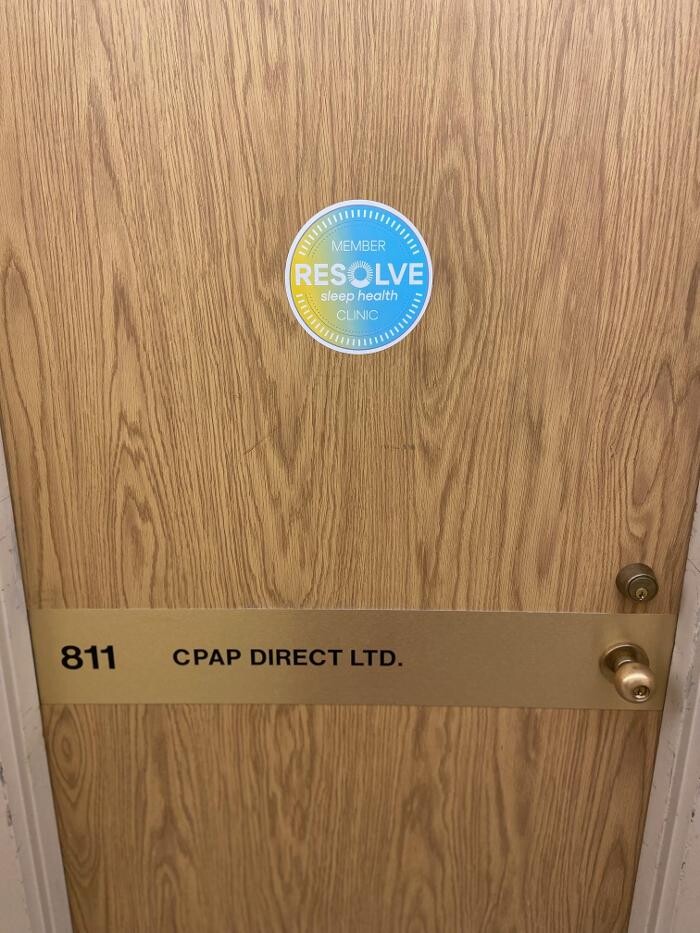 MEMBER
RESOLVE
sleep health
CLINIC
811 CPAP DIRECT LTD.